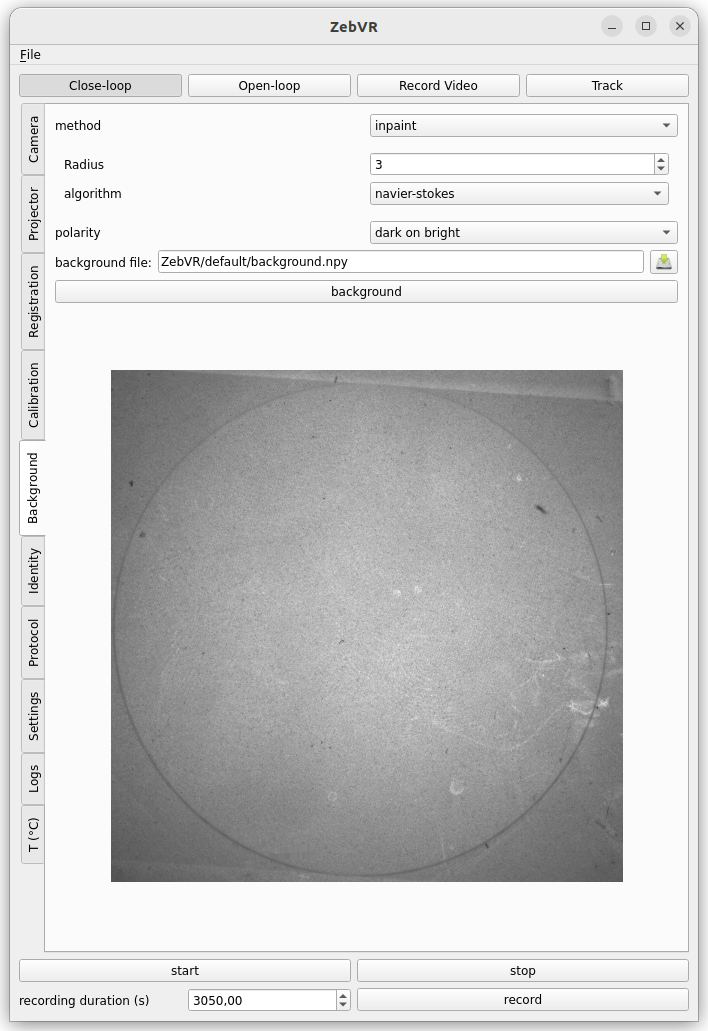 ZebVR
File
Close-loop Open-loop Record Video Track
Camera
Projector
Registration
Calibration
Background
Identity
Protocol
Settings
Logs
T (°C)
method inpaint
Radius 3
algorithm navier-stokes
polarity dark on bright
background file: ZebVR/default/background.npy
background
start stop
recording duration (s) 3050,00 record